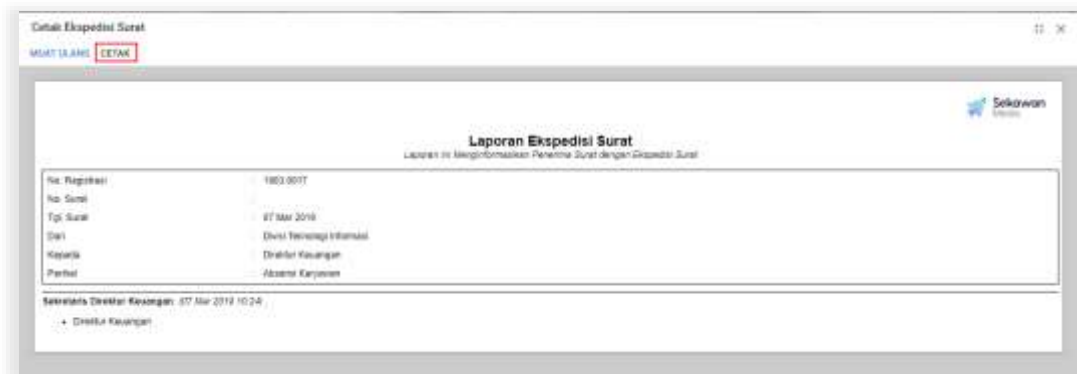 Cetak Ekspedisi Surat
MUAT ULANG CETAK
Sekawan
Media
Laporan Ekspedisi Surat
Laporan ini Menginformasikan Penerima Surat dengan Ekspedisi Surat
No. Registrasi : 1903.0017
No. Surat :
Tgl. Surat : 07 Mar 2019
Dari : Divisi Teknologi Informasi
Kepada : Direktur Keuangan
Perihal : Absensi Karyawan
Sekretaris Direktur Keuangan (07 Mar 2019 10:24)
• Direktur Keuangan